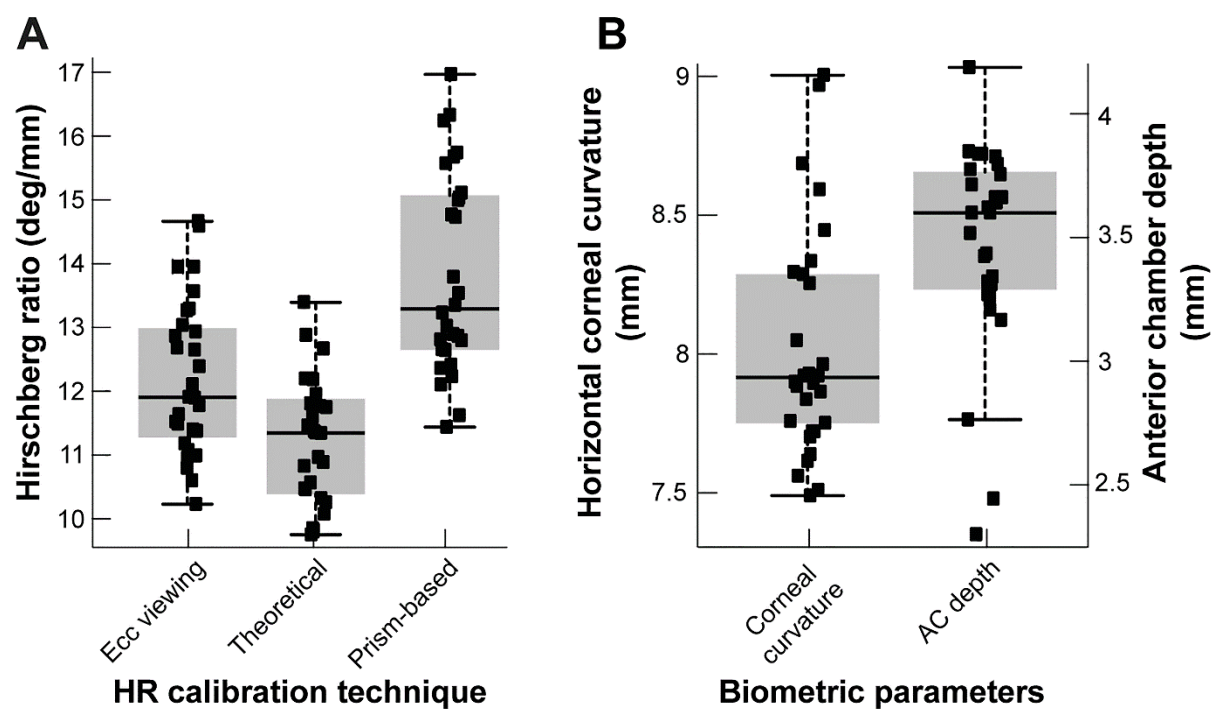 A
Hirschberg ratio (deg/mm)
17
16
15
14
13
12
11
10
Ecc viewing
Theoretical
Prism-based
HR calibration technique
B
Horizontal corneal curvature
(mm)
9
8.5
8
7.5
Corneal
curvature
AC depth
4
3.5
3
2.5
Anterior chamber depth
(mm)
Biometric parameters